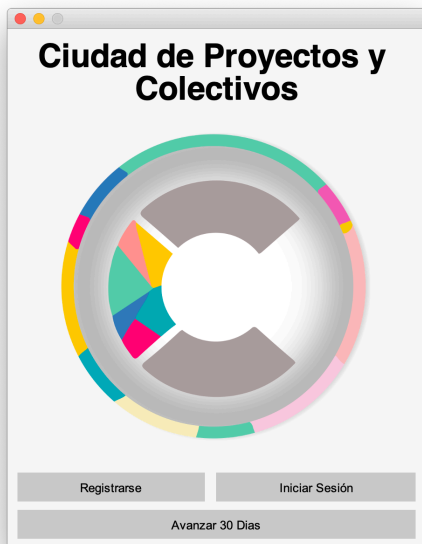 Ciudad de Proyectos y
Colectivos
Registrarse
Iniciar Sesión
Avanzar 30 Dias